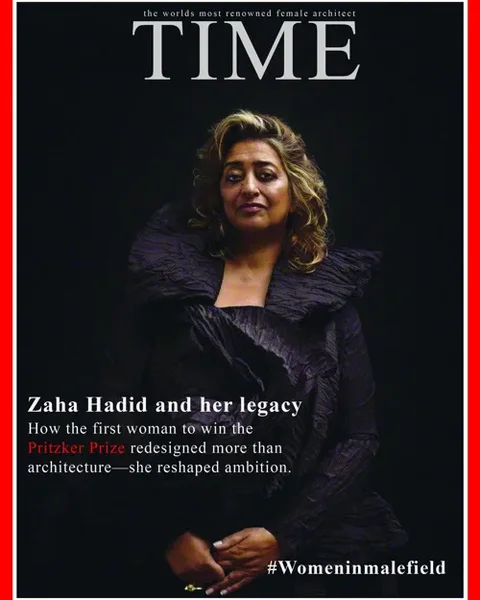 the worlds most renowned female architect
TIME
Zaha Hadid and her legacy
How the first woman to win the
Pritzker Prize redesigned more than
architecture—she reshaped ambition.
#Womeninmalefield